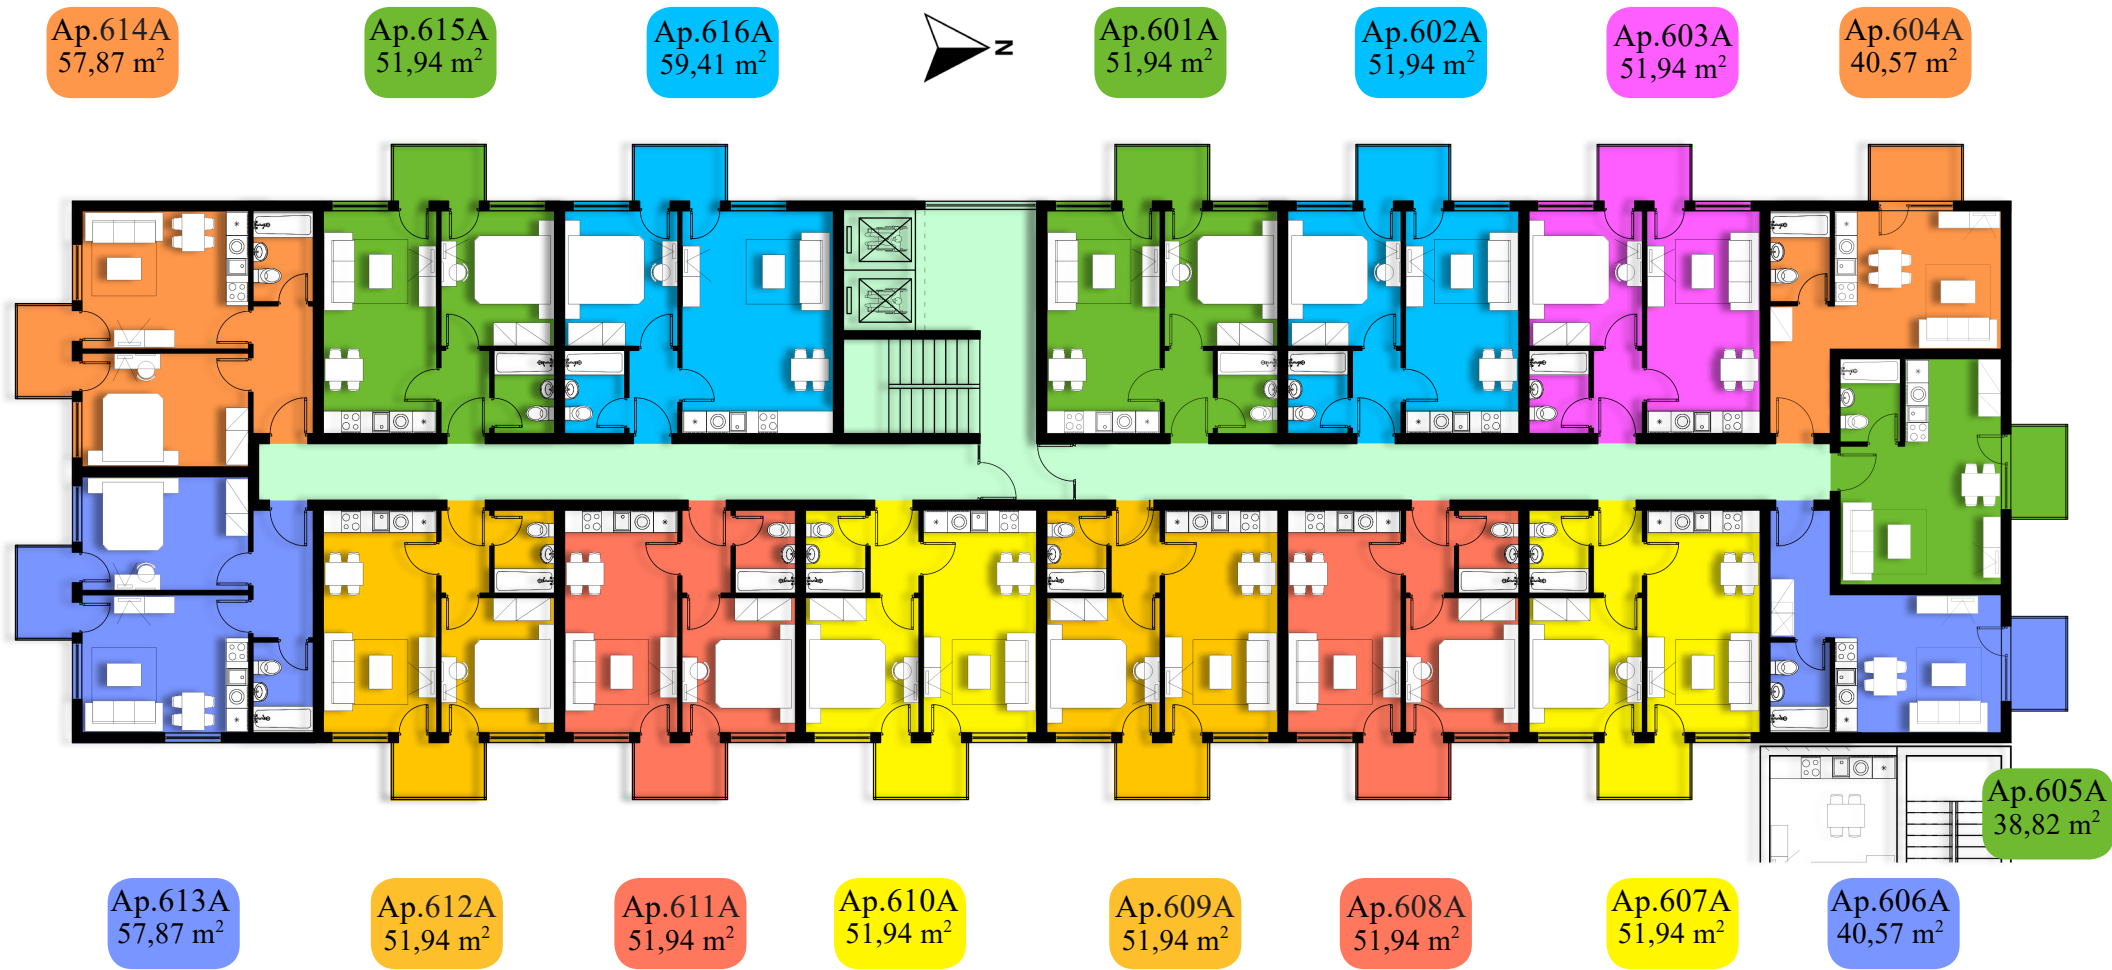 Ap.614A
57,87 m²
Ap.615A
51,94 m²
Ap.616A
59,41 m²
N
Ap.601A
51,94 m²
Ap.602A
51,94 m²
Ap.603A
51,94 m²
Ap.604A
40,57 m²
Ap.605A
38,82 m²
Ap.613A
57,87 m²
Ap.612A
51,94 m²
Ap.611A
51,94 m²
Ap.610A
51,94 m²
Ap.609A
51,94 m²
Ap.608A
51,94 m²
Ap.607A
51,94 m²
Ap.606A
40,57 m²